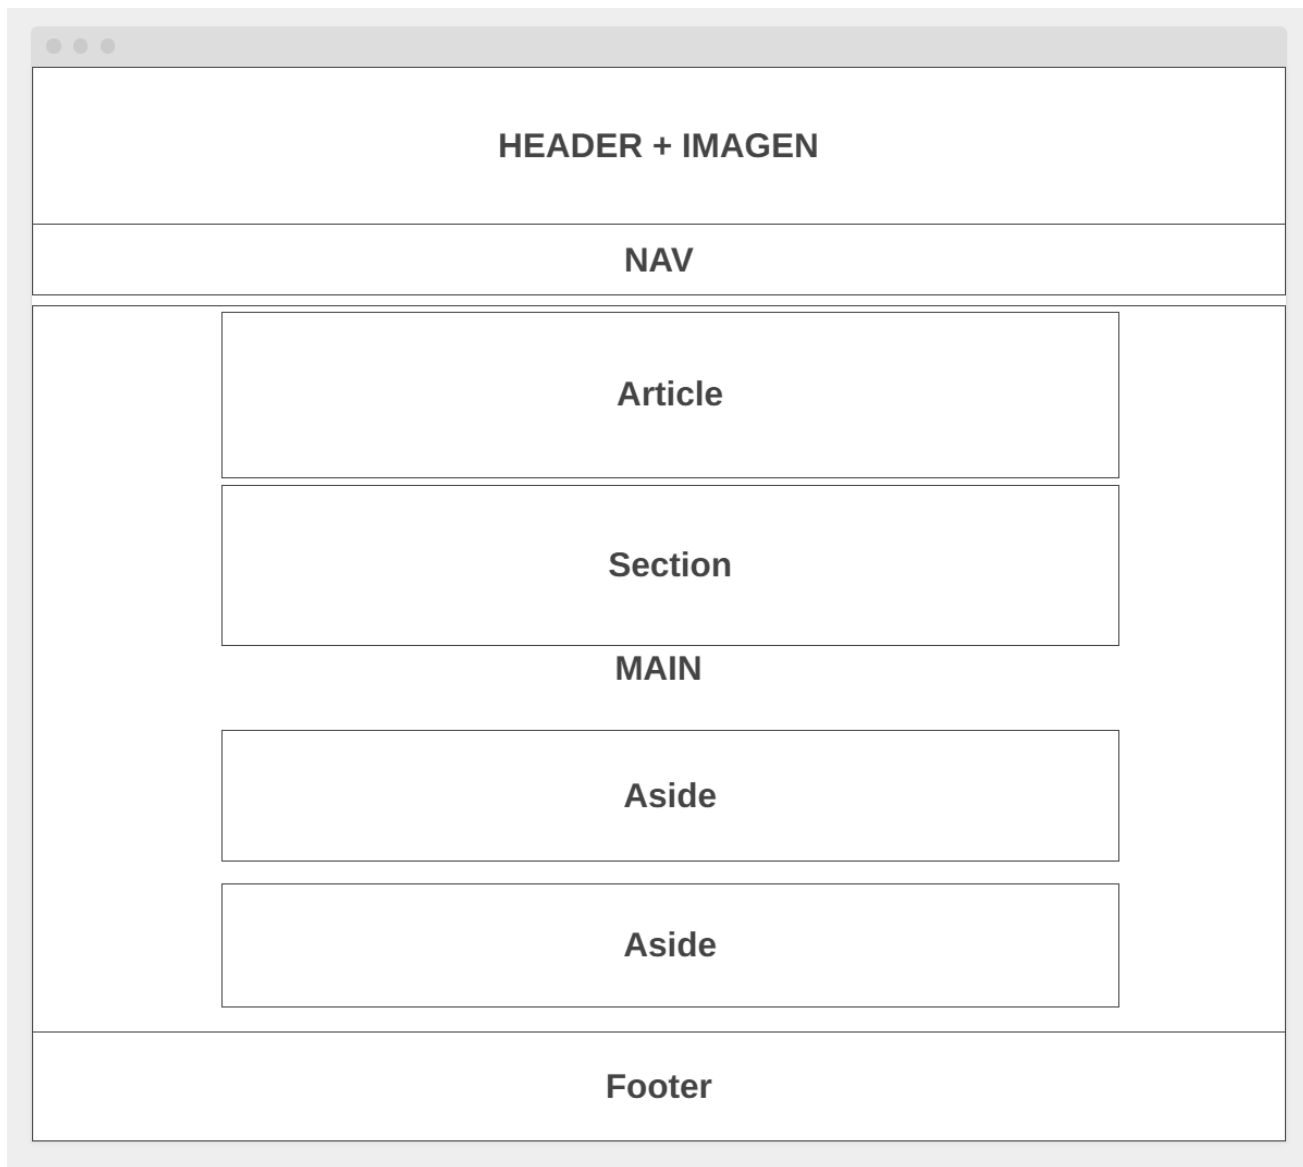 HEADER + IMAGEN
NAV
Article
Section
MAIN
Aside
Aside
Footer